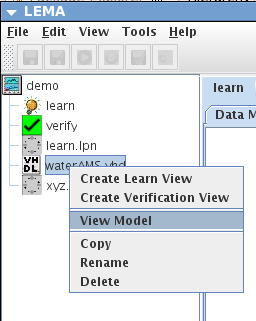 LEMA
File Edit View Tools Help
demo
learn
learn
verify
Data M
learn.lpn
VHDL waterAMS.vhd
xyz.
Create Learn View
Create Verification View
View Model
Copy
Rename
Delete